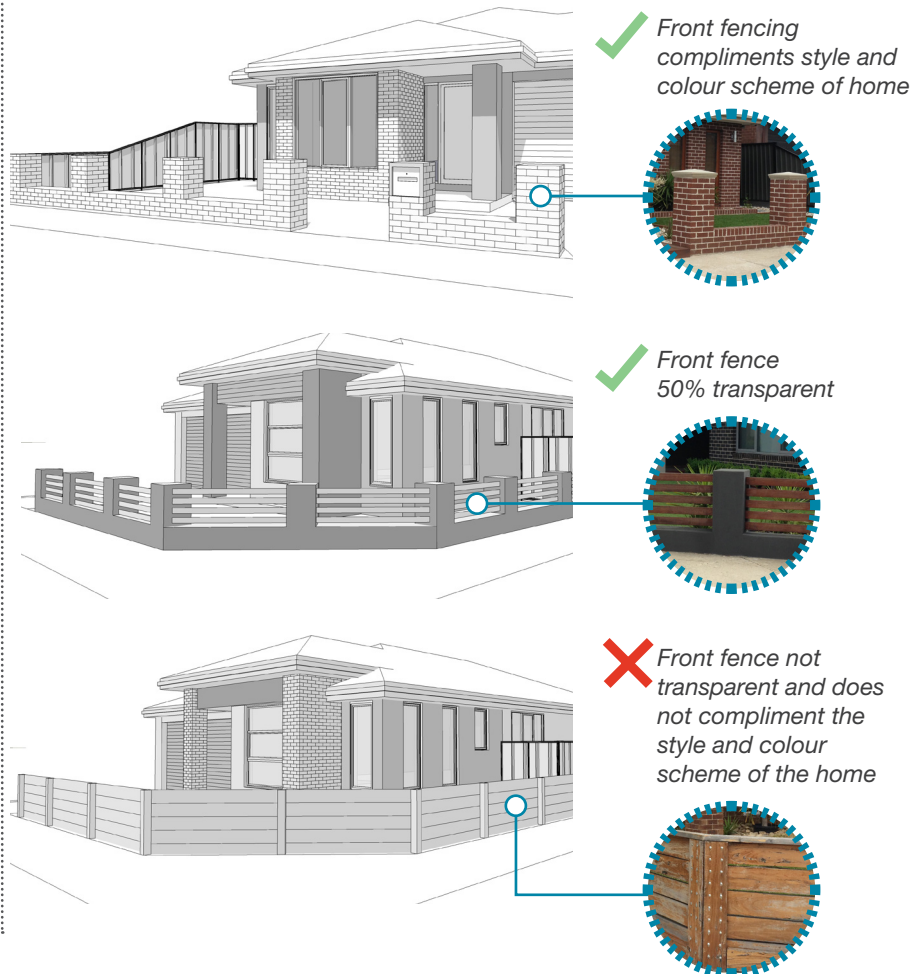 Front fencing
compliments style and
colour scheme of home
Front fence
50% transparent
Front fence not
transparent and does
not compliment the
style and colour
scheme of the home